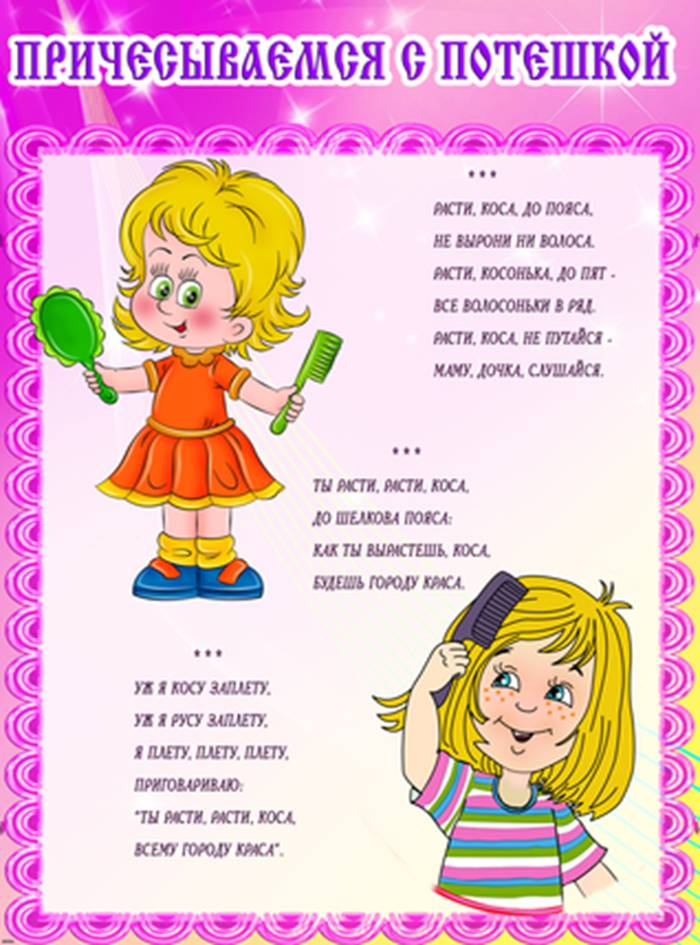 ПРИЧЕСЫВАЕМСЯ С ПОТЕШКОЙ
***
РАСТИ, КОСА, ДО ПОЯСА,
НЕ ВЫРОНИ НИ ВОЛОСА.
РАСТИ, КОСОНЬКА, ДО ПЯТ -
ВСЕ ВОЛОСОНЬКИ В РЯД.
РАСТИ, КОСА, НЕ ПУТАЙСЯ -
МАМУ, ДОЧКА, СЛУШАЙСЯ.
***
ТЫ РАСТИ, РАСТИ, КОСА,
ДО ШЕЛКОВА ПОЯСА:
КАК ТЫ ВЫРАСТЕШЬ, КОСА,
БУДЕШЬ ГОРОДУ КРАСА.
***
УЖ Я КОСУ ЗАПЛЕТУ,
УЖ Я РУСУ ЗАПЛЕТУ,
Я ПЛЕТУ, ПЛЕТУ, ПЛЕТУ,
ПРИГОВАРИВАЮ:
"ТЫ РАСТИ, РАСТИ, КОСА,
ВСЕМУ ГОРОДУ КРАСА".